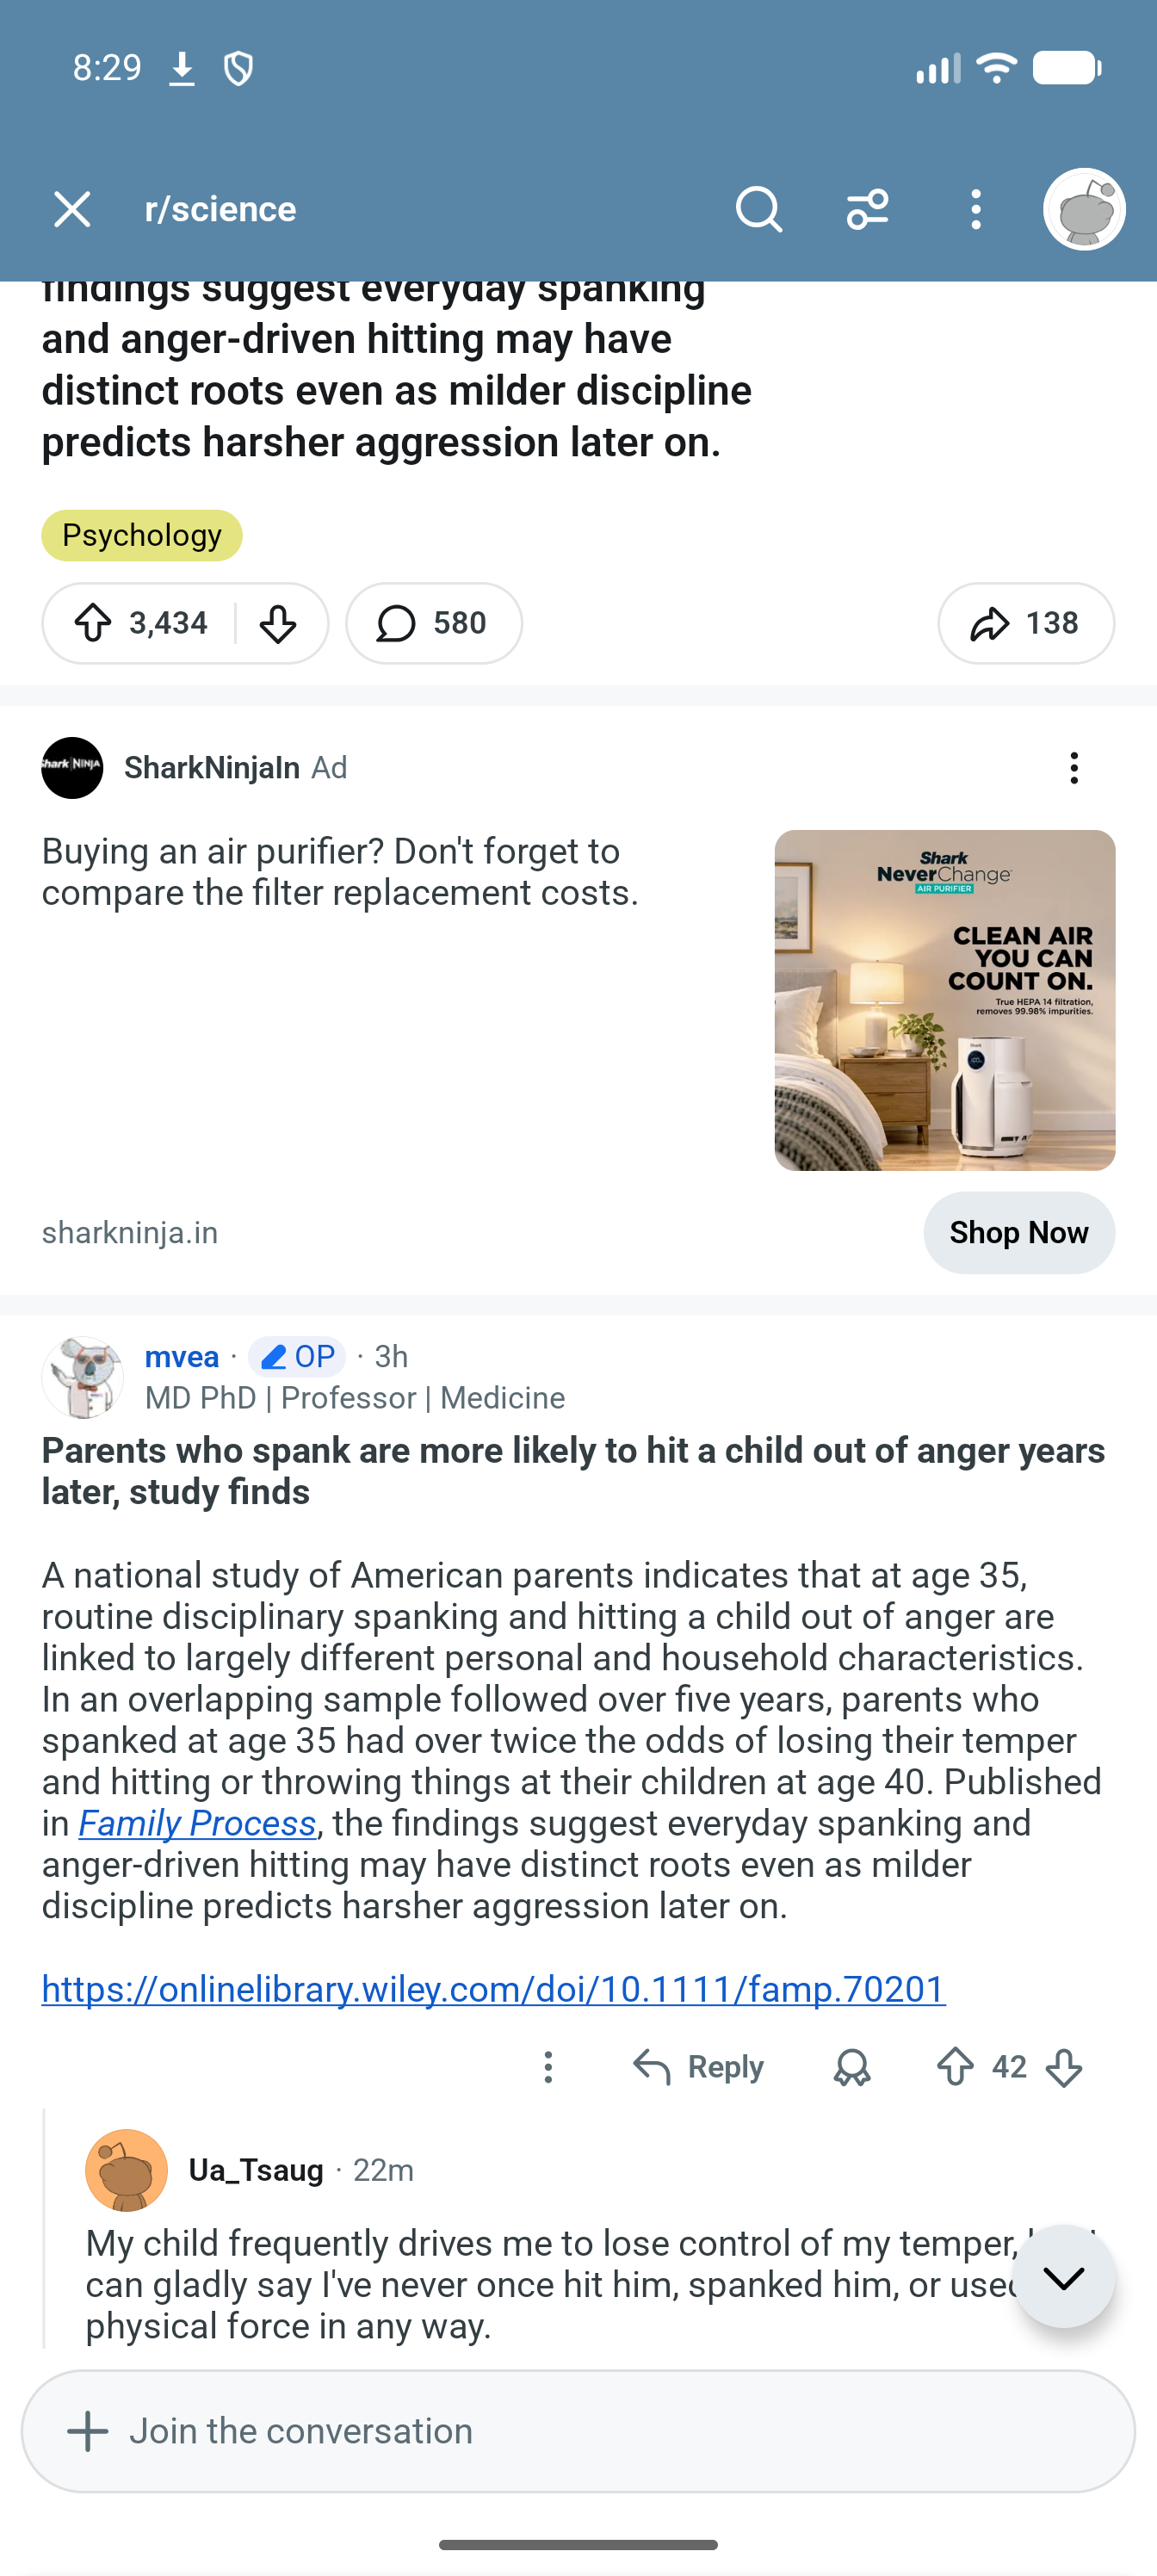 8:29
r/science
findings suggest everyday spanking
and anger-driven hitting may have
distinct roots even as milder discipline
predicts harsher aggression later on.
Psychology
3,434
580
138
Shark NINJA
SharkNinjaIn Ad
Buying an air purifier? Don't forget to
compare the filter replacement costs.
Shark
NeverChange
AIR PURIFIER
CLEAN AIR
YOU CAN
COUNT ON.
True HEPA 14 filtration,
removes 99.98% impurities.
Shark
sharkninja.in
Shop Now
mvea · OP · 3h
MD PhD | Professor | Medicine
Parents who spank are more likely to hit a child out of anger years
later, study finds
A national study of American parents indicates that at age 35,
routine disciplinary spanking and hitting a child out of anger are
linked to largely different personal and household characteristics.
In an overlapping sample followed over five years, parents who
spanked at age 35 had over twice the odds of losing their temper
and hitting or throwing things at their children at age 40. Published
in Family Process, the findings suggest everyday spanking and
anger-driven hitting may have distinct roots even as milder
discipline predicts harsher aggression later on.
https://onlinelibrary.wiley.com/doi/10.1111/famp.70201
Reply
42
Ua_Tsaug · 22m
My child frequently drives me to lose control of my temper,
can gladly say I've never once hit him, spanked him, or used
physical force in any way.
Join the conversation